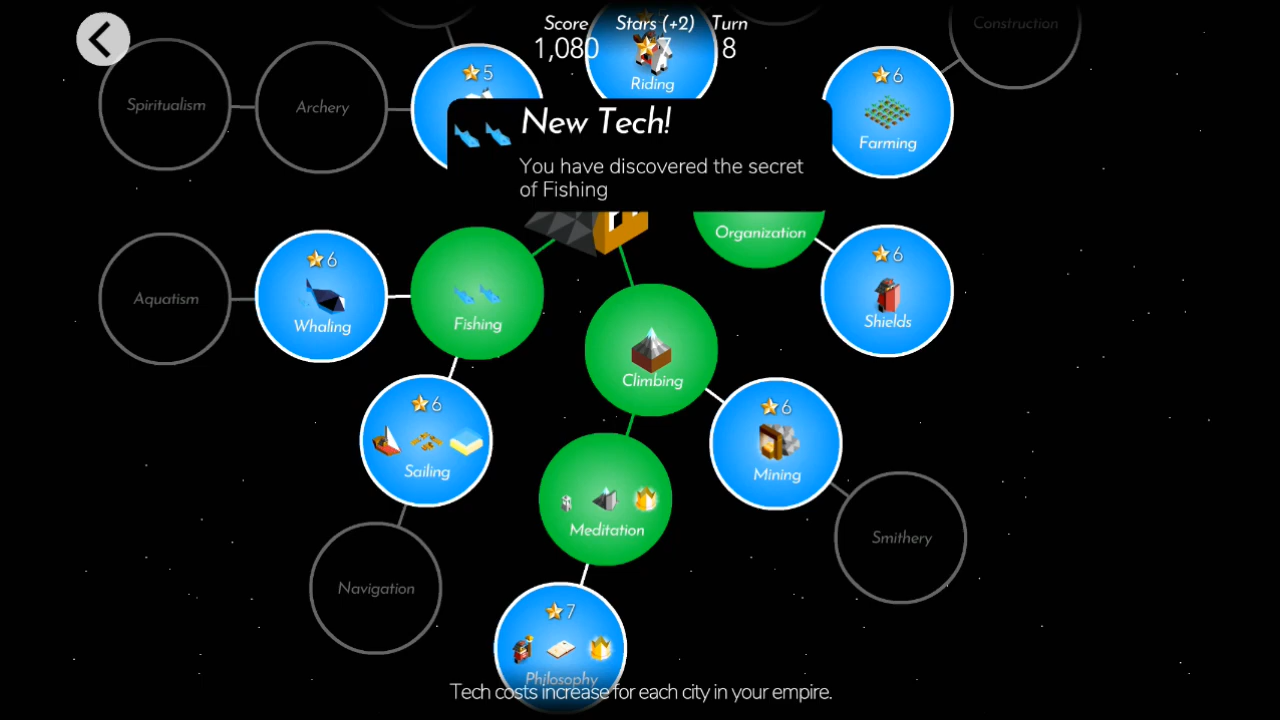 Construction
Score
Stars (+2)
Turn
1,080
7
8
Riding
5
6
Spiritualism
Archery
New Tech!
Farming
You have discovered the secret
of Fishing
Organization
6
6
Aquatism
Whaling
Fishing
Shields
Climbing
6
6
Sailing
Mining
Meditation
Smithery
Navigation
7
Philosophy
Tech costs increase for each city in your empire.